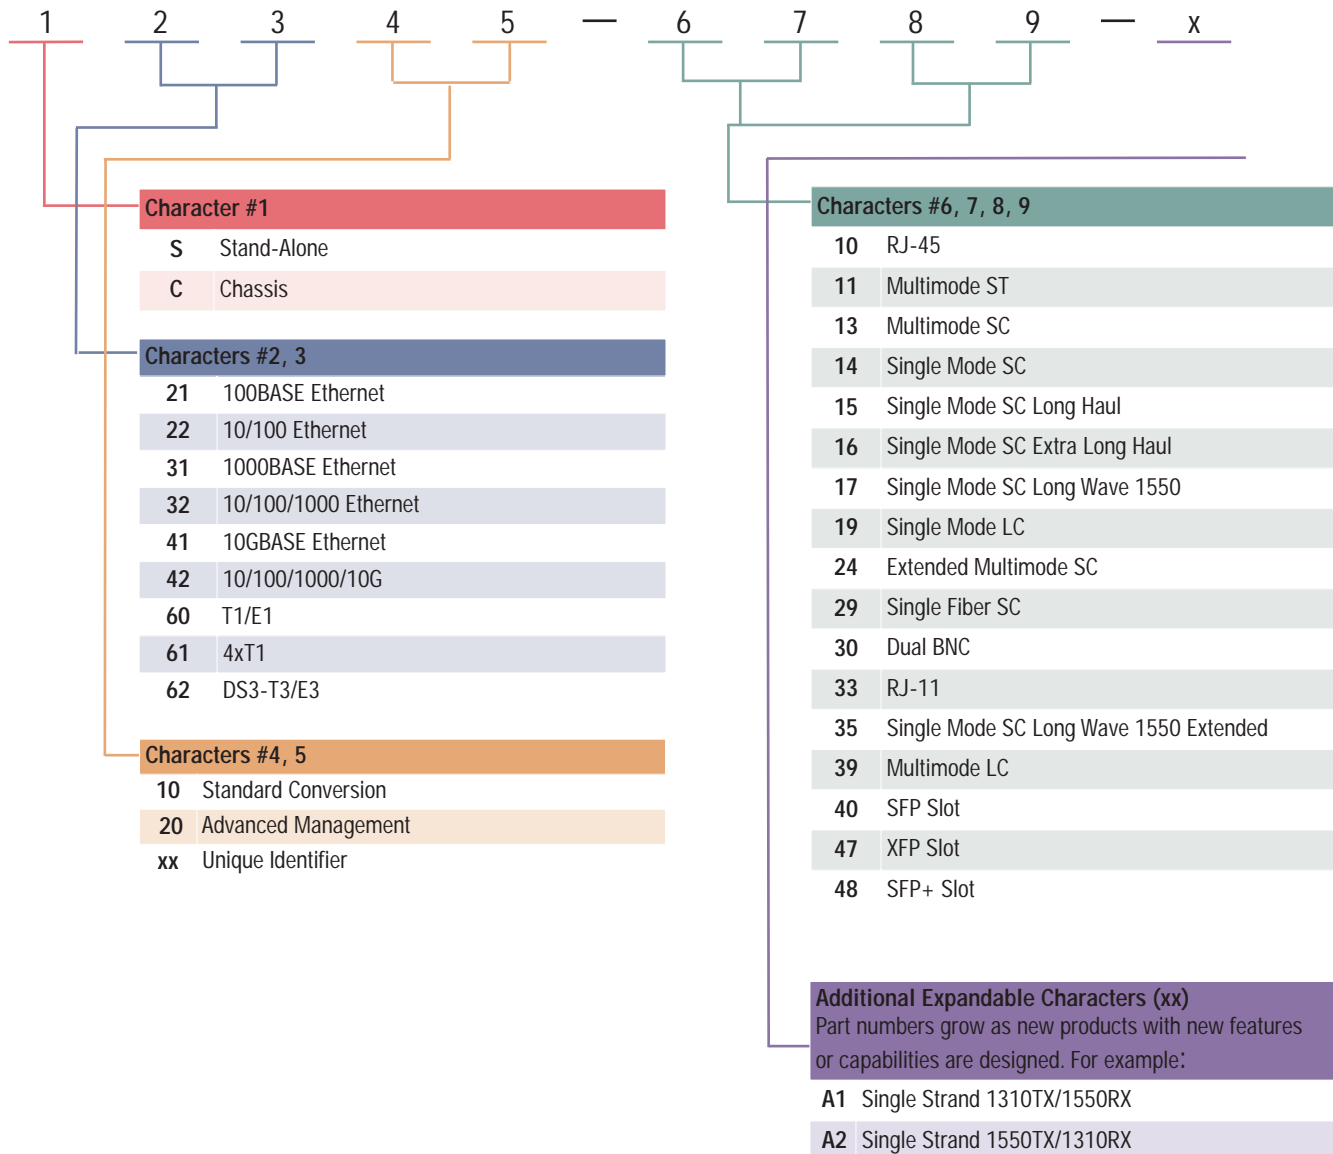 1 2 3 4 5 — 6 7 8 9 — x
Character #1
S Stand-Alone
C Chassis
Characters #2, 3
21 100BASE Ethernet
22 10/100 Ethernet
31 1000BASE Ethernet
32 10/100/1000 Ethernet
41 10GBASE Ethernet
42 10/100/1000/10G
60 T1/E1
61 4xT1
62 DS3-T3/E3
Characters #4, 5
10 Standard Conversion
20 Advanced Management
xx Unique Identifier
Characters #6, 7, 8, 9
10 RJ-45
11 Multimode ST
13 Multimode SC
14 Single Mode SC
15 Single Mode SC Long Haul
16 Single Mode SC Extra Long Haul
17 Single Mode SC Long Wave 1550
19 Single Mode LC
24 Extended Multimode SC
29 Single Fiber SC
30 Dual BNC
33 RJ-11
35 Single Mode SC Long Wave 1550 Extended
39 Multimode LC
40 SFP Slot
47 XFP Slot
48 SFP+ Slot
Additional Expandable Characters (xx)
Part numbers grow as new products with new features
or capabilities are designed. For example:
A1 Single Strand 1310TX/1550RX
A2 Single Strand 1550TX/1310RX